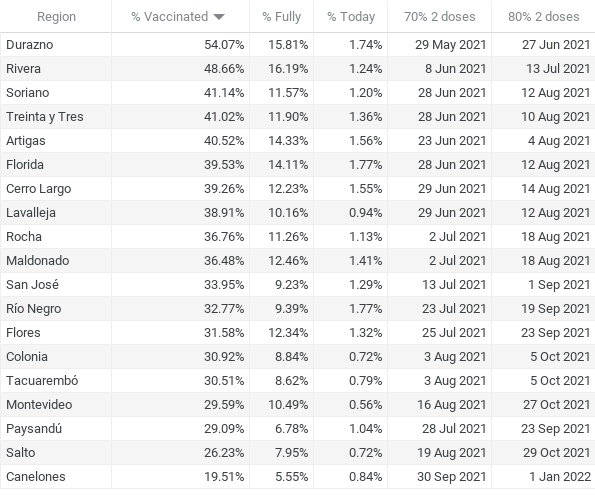 Region % Vaccinated % Fully % Today 70% 2 doses 80% 2 doses
Durazno 54.07% 15.81% 1.74% 29 May 2021 27 Jun 2021
Rivera 48.66% 16.19% 1.24% 8 Jun 2021 13 Jul 2021
Soriano 41.14% 11.57% 1.20% 28 Jun 2021 12 Aug 2021
Treinta y Tres 41.02% 11.90% 1.36% 28 Jun 2021 10 Aug 2021
Artigas 40.52% 14.33% 1.56% 23 Jun 2021 4 Aug 2021
Florida 39.53% 14.11% 1.77% 28 Jun 2021 12 Aug 2021
Cerro Largo 39.26% 12.23% 1.55% 29 Jun 2021 14 Aug 2021
Lavalleja 38.91% 10.16% 0.94% 29 Jun 2021 12 Aug 2021
Rocha 36.76% 11.26% 1.13% 2 Jul 2021 18 Aug 2021
Maldonado 36.48% 12.46% 1.41% 2 Jul 2021 18 Aug 2021
San José 33.95% 9.23% 1.29% 13 Jul 2021 1 Sep 2021
Río Negro 32.77% 9.39% 1.77% 23 Jul 2021 19 Sep 2021
Flores 31.58% 12.34% 1.32% 25 Jul 2021 23 Sep 2021
Colonia 30.92% 8.84% 0.72% 3 Aug 2021 5 Oct 2021
Tacuarembó 30.51% 8.62% 0.79% 3 Aug 2021 5 Oct 2021
Montevideo 29.59% 10.49% 0.56% 16 Aug 2021 27 Oct 2021
Paysandú 29.09% 6.78% 1.04% 28 Jul 2021 23 Sep 2021
Salto 26.23% 7.95% 0.72% 19 Aug 2021 29 Oct 2021
Canelones 19.51% 5.55% 0.84% 30 Sep 2021 1 Jan 2022